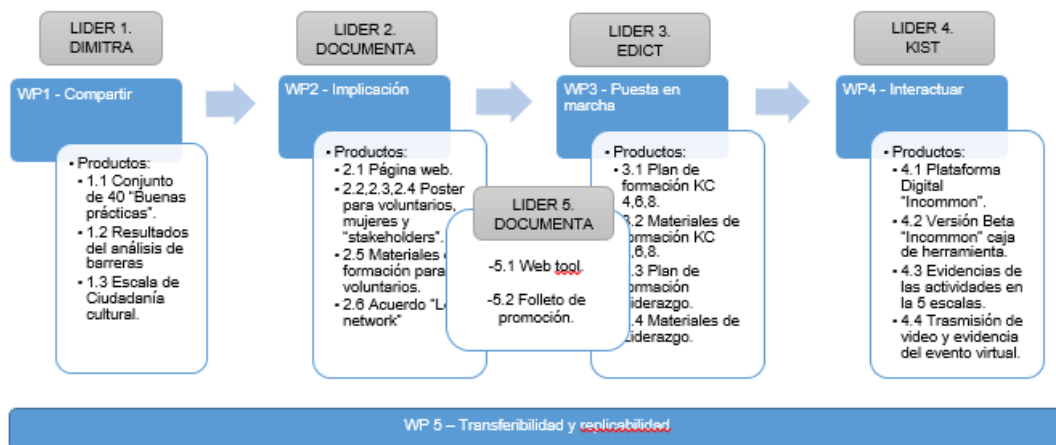 LIDER 1.
DIMITRA
WP1 - Compartir
▪ Productos:
▪ 1.1 Conjunto
de 40 "Buenas
prácticas".
▪ 1.2 Resultados
del análisis de
barreras
▪ 1.3 Escala de
Ciudadanía
cultural.
LIDER 2.
DOCUMENTA
WP2 - Implicación
▪ Productos:
▪ 2.1 Página web.
▪ 2.2,2.3,2.4 Poster
para voluntarios,
mujeres y
"stakeholders".
▪ 2.5 Materiales
formación para
voluntarios.
▪ 2.6 Acuerdo
network"
LIDER 3.
EDICT
WP3 - Puesta en
marcha
▪ Productos:
▪ 3.1 Plan de
formación KC
4,6,8.
3.2 Materiales de
formación KC
,6,8.
.3 Plan de
ormación
iderazgo.
.4 Materiales de
iderazgo.
LIDER 5.
DOCUMENTA
-5.1 Web tool.
-5.2 Folleto de
promoción.
LIDER 4.
KIST
WP4 - Interactuar
▪ Productos:
▪ 4.1 Plataforma
Digital
"Incommon".
▪ 4.2 Versión Beta
"Incommon" caja
de herramienta.
▪ 4.3 Evidencias de
las actividades en
la 5 escalas.
▪ 4.4 Trasmisión de
video y evidencia
del evento virtual.
WP 5 – Transferibilidad y replicabilidad